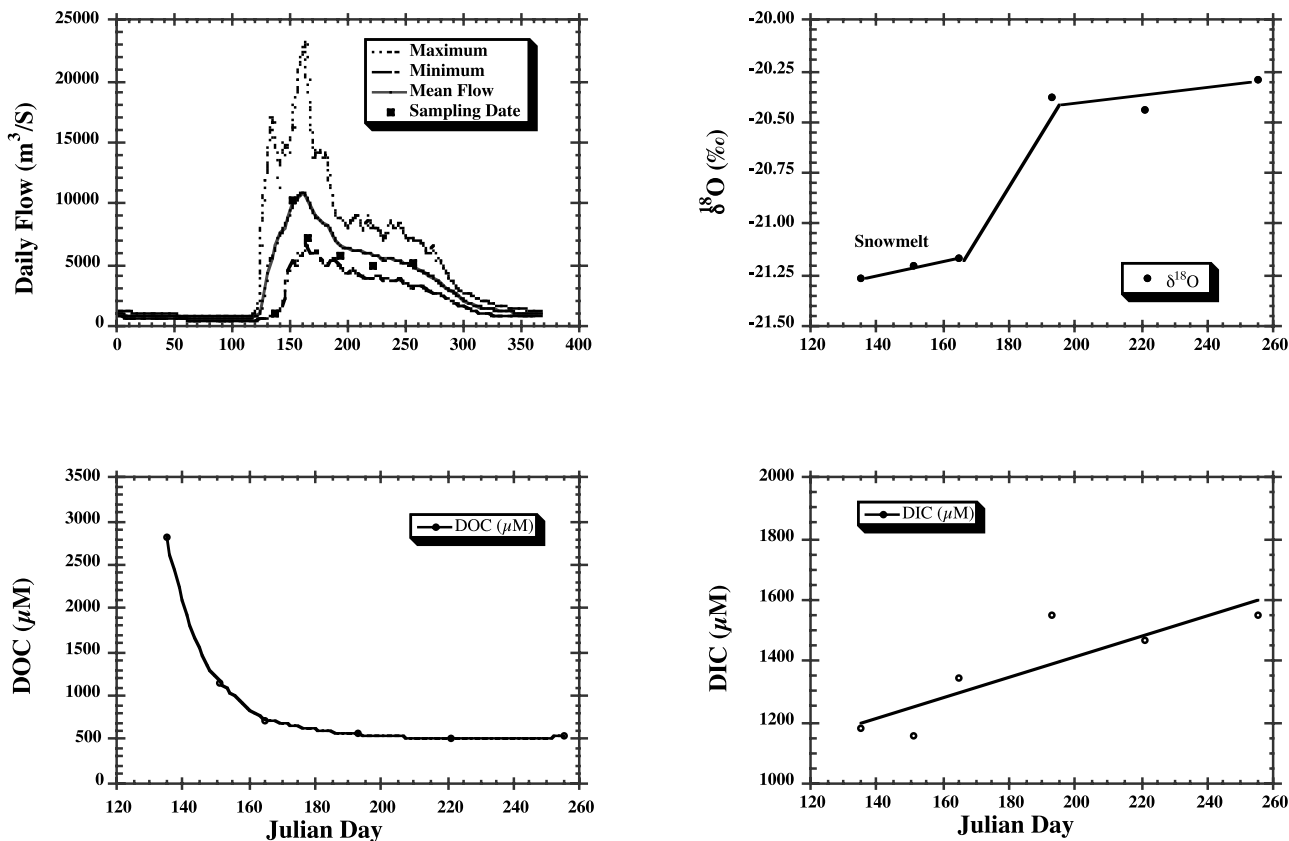 25000
20000
15000
10000
5000
0
Daily Flow (m³/S)
Maximum
Minimum
Mean Flow
Sampling Date
0 50 100 150 200 250 300 350 400
-20.00
-20.25
-20.50
-20.75
-21.00
-21.25
-21.50
δ¹⁸O (‰)
Snowmelt
δ¹⁸O
120 140 160 180 200 220 240 260
3500
3000
2500
2000
1500
1000
500
0
DOC (µM)
DOC (µM)
120 140 160 180 200 220 240 260
Julian Day
2000
1800
1600
1400
1200
1000
DIC (µM)
DIC (µM)
120 140 160 180 200 220 240 260
Julian Day